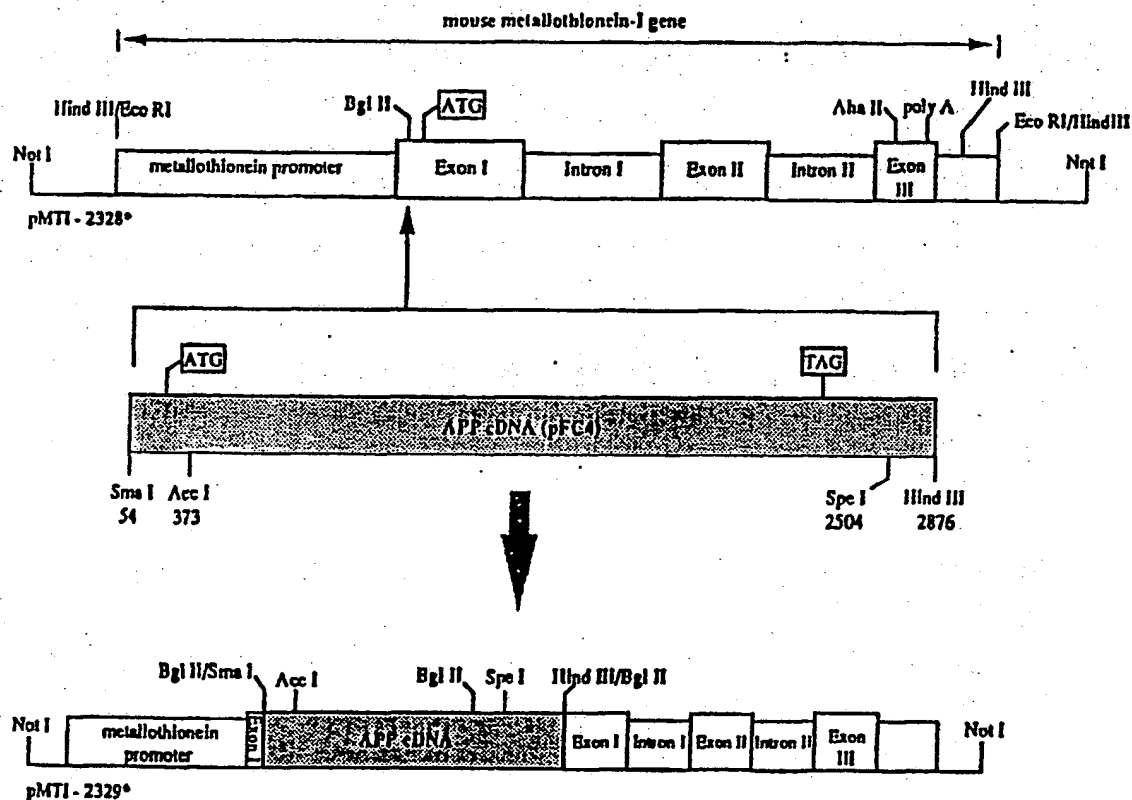 mouse metallothionein-I gene
Hind III/Eco RI
Bgl II
ATG
Aha II
poly A
Hind III
Eco RI/HindIII
Not I
metallothionein promoter
Exon I
Intron I
Exon II
Intron II
Exon
III
Not I
pMTI - 2328*
ATG
TAG
APP cDNA (pFC4)
Sma I
54
Acc I
373
Spe I
2504
Hind III
2876
Bgl II/Sma I
Acc I
Bgl II
Spe I
Hind III/Bgl II
Not I
metallothionein
promoter
Exon I
APP cDNA
Exon I
Intron I
Exon II
Intron II
Exon
III
Not I
pMTI - 2329*